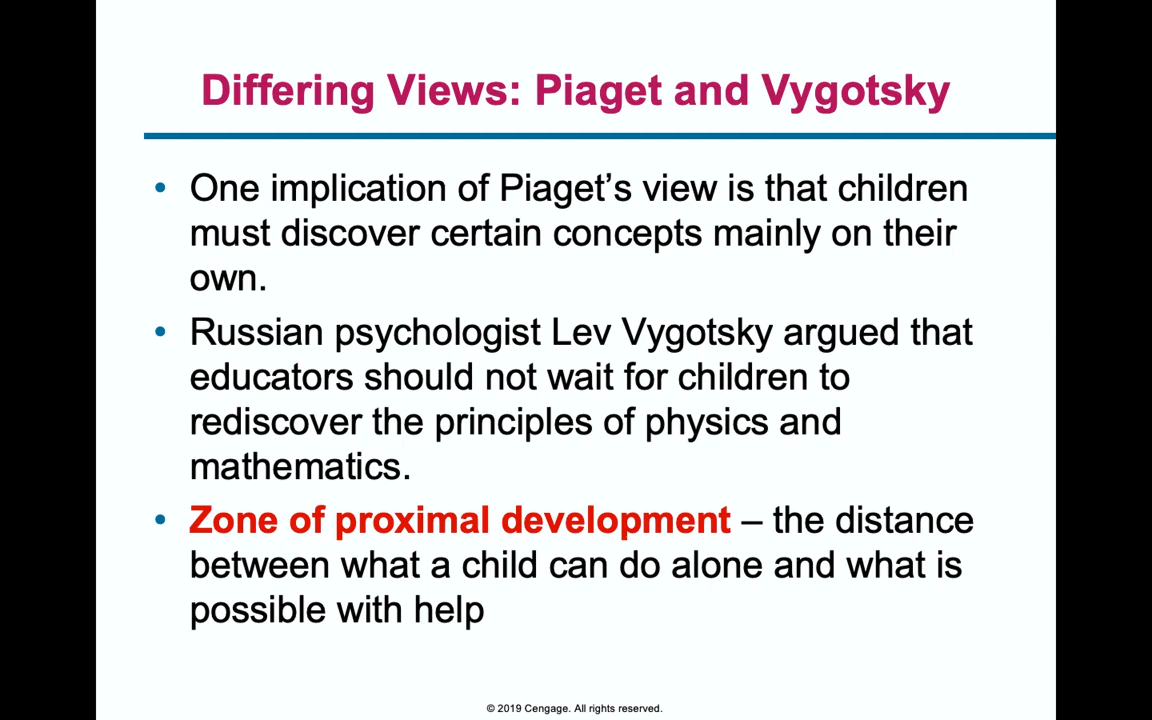 Differing Views: Piaget and Vygotsky
• One implication of Piaget’s view is that children
must discover certain concepts mainly on their
own.
• Russian psychologist Lev Vygotsky argued that
educators should not wait for children to
rediscover the principles of physics and
mathematics.
• Zone of proximal development – the distance
between what a child can do alone and what is
possible with help
© 2019 Cengage. All rights reserved.